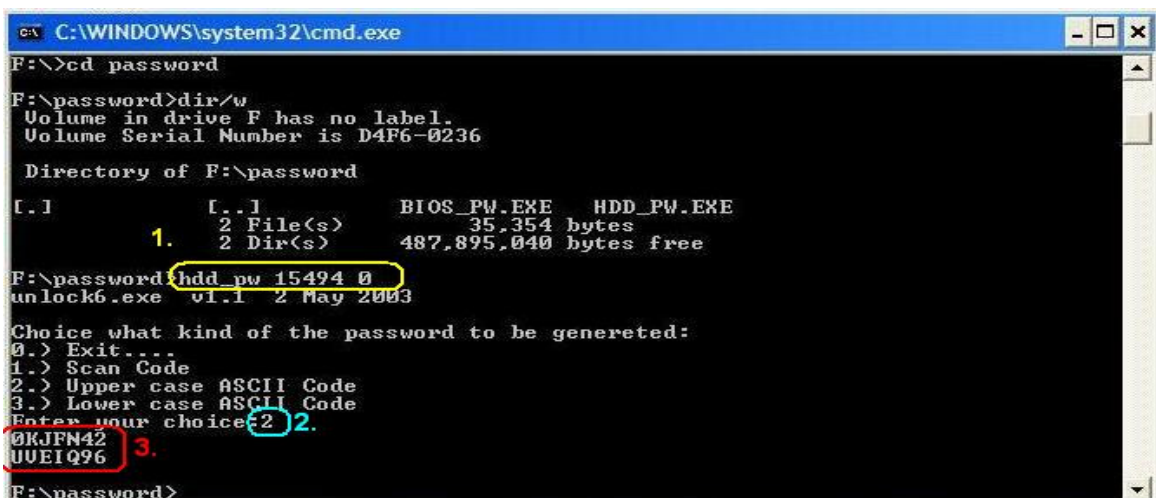 C:\WINDOWS\system32\cmd.exe
F:\>cd password
F:\password>dir/w
Volume in drive F has no label.
Volume Serial Number is D4F6-0236
Directory of F:\password
[.] [..] BIOS_PW.EXE HDD_PW.EXE
2 File(s) 35,354 bytes
1. 2 Dir(s) 487,895,040 bytes free
F:\password>hdd_pw 15494 0
unlock6.exe v1.1 2 May 2003
Choice what kind of the password to be genereted:
0.> Exit....
1.> Scan Code
2.> Upper case ASCII Code
3.> Lower case ASCII Code
Enter your choice:2 2.
0KJFN42
3.
UVEIQ96
F:\password>